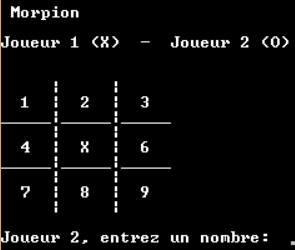 Morpion
Joueur 1 (X) - Joueur 2 (O)
1 2 3
4 X 6
7 8 9
Joueur 2, entrez un nombre: